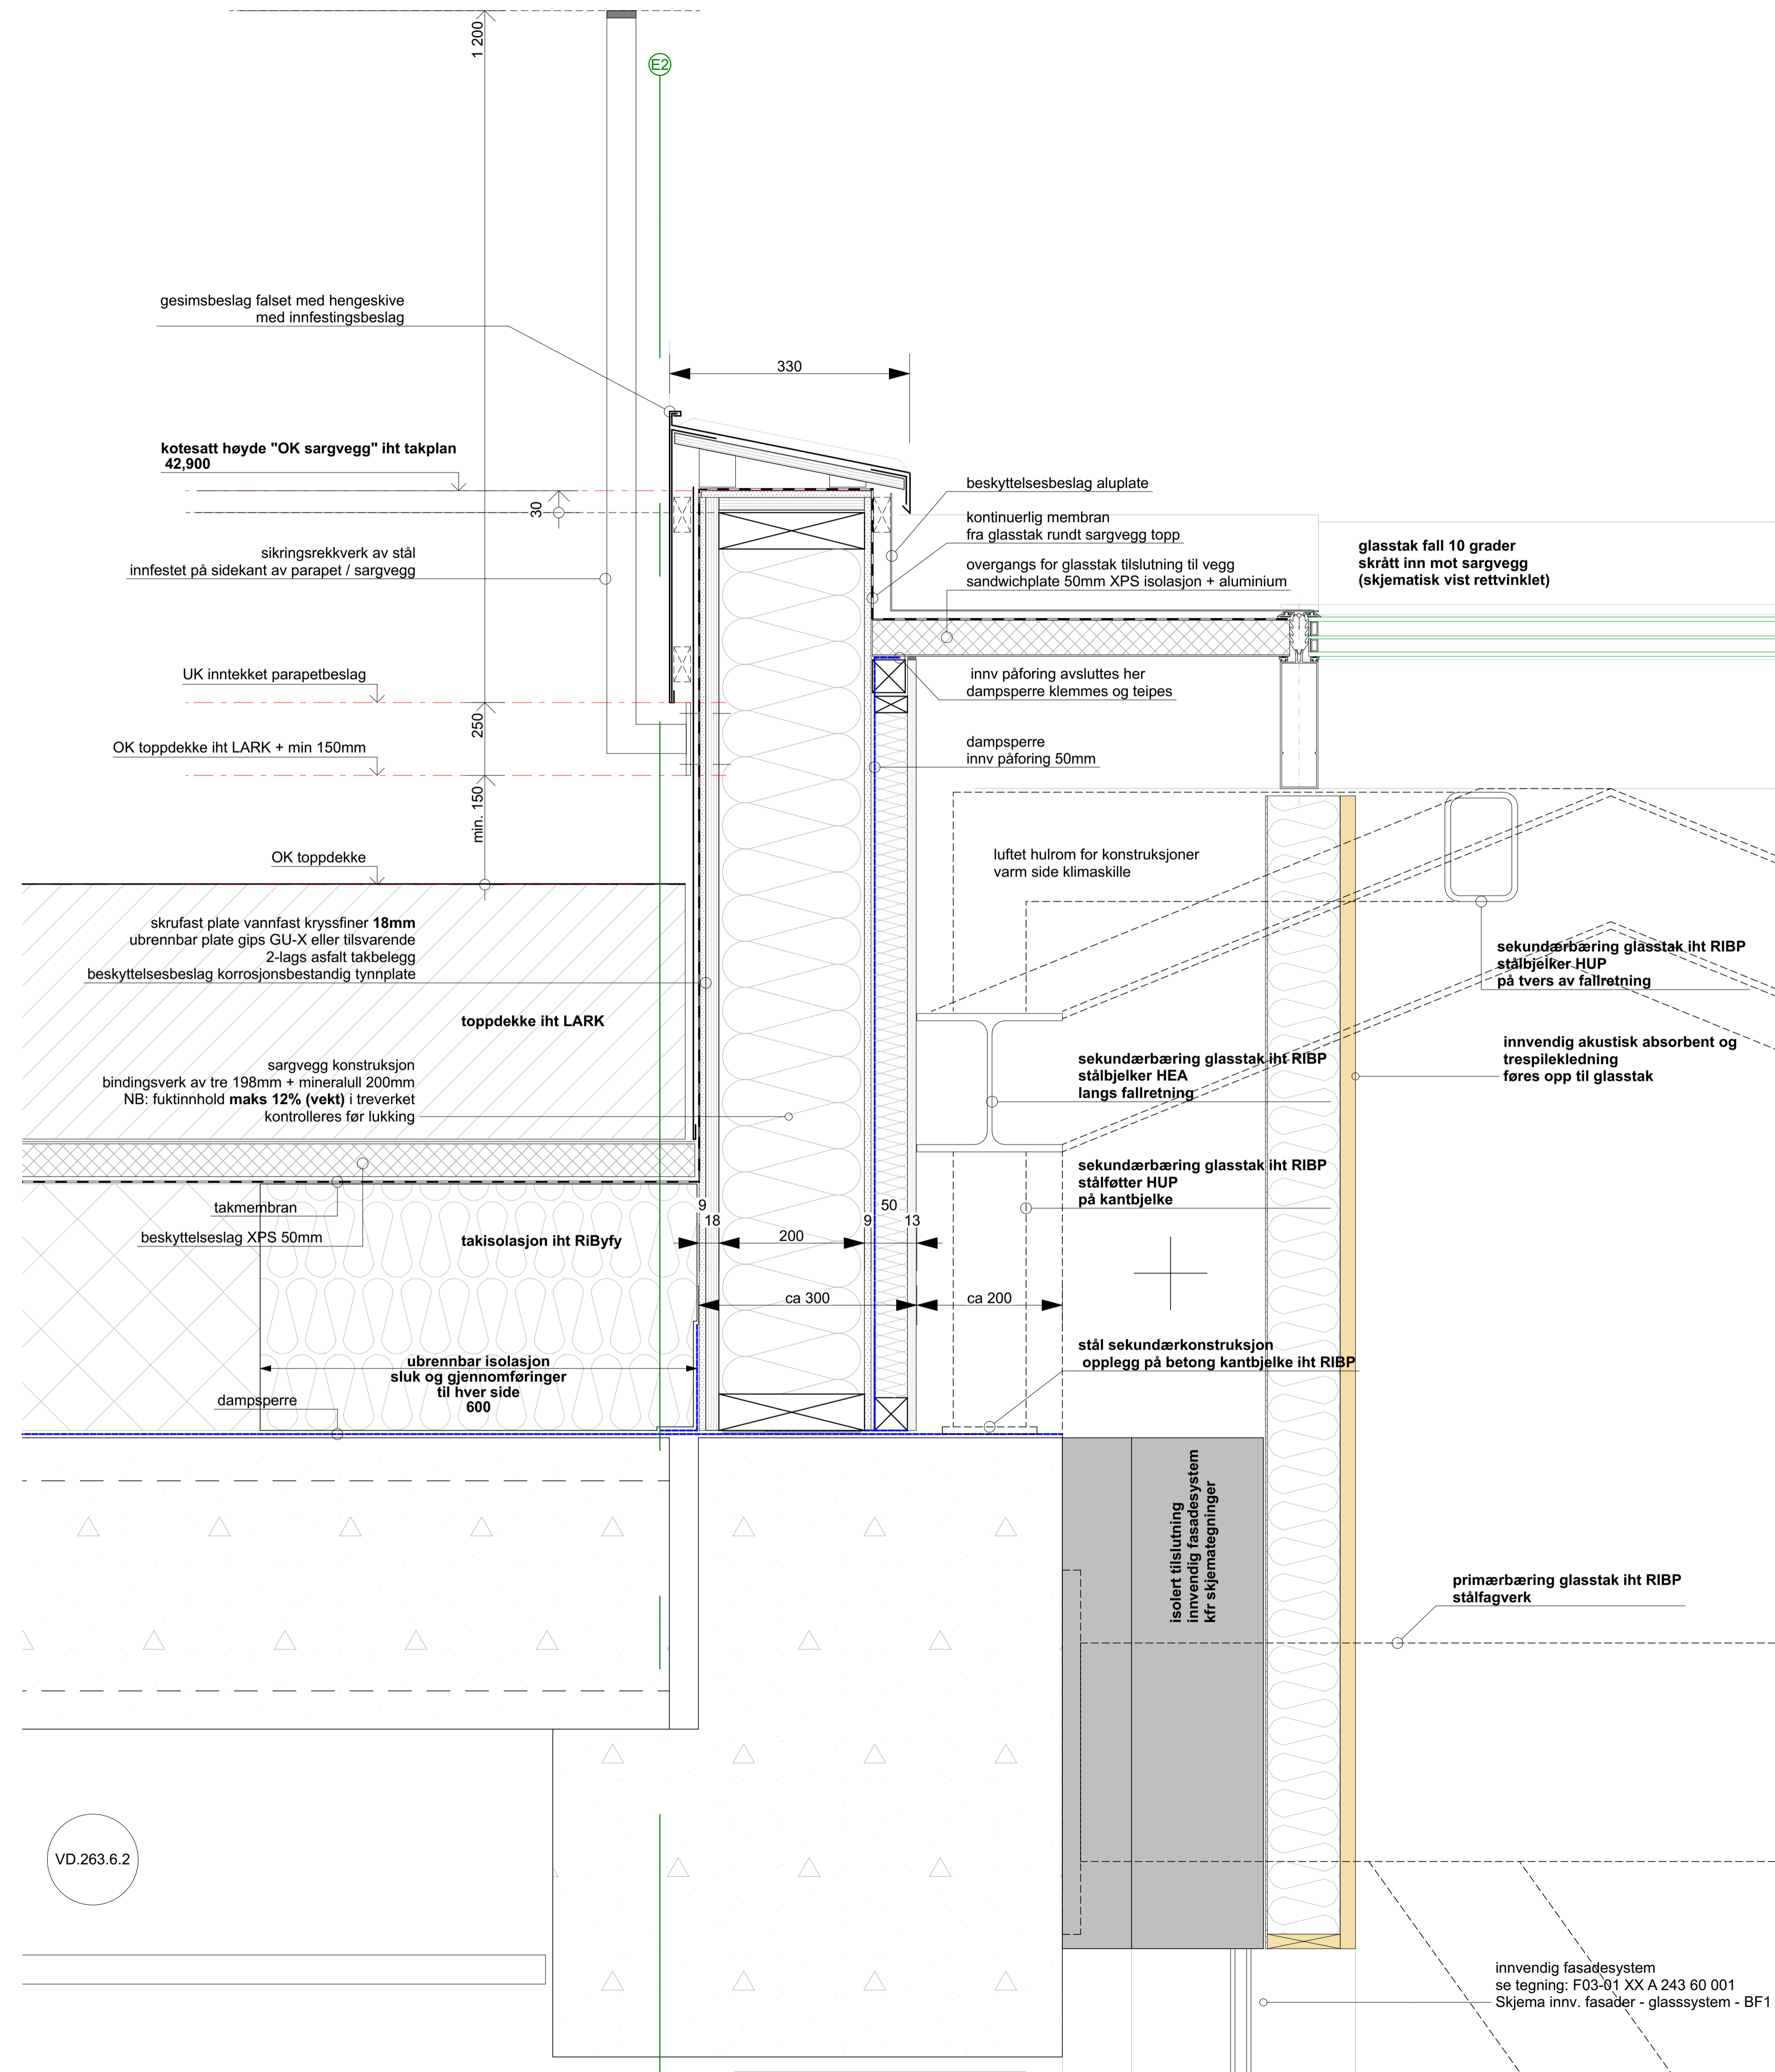 1 200
E2
gesimsbeslag falset med hengeskive
med innfestingsbeslag
330
kotesatt høyde "OK sargvegg" iht takplan
42,900
30
beskyttelsesbeslag aluplate
kontinuerlig membran
fra glasstak rundt sargvegg topp
overgangs for glasstak tilslutning til vegg
sandwichplate 50mm XPS isolasjon + aluminium
glasstak fall 10 grader
skrått inn mot sargvegg
(skjematisk vist rettvinklet)
sikringsrekkverk av stål
innfestet på sidekant av parapet / sargvegg
UK inntekket parapetbeslag
250
innv påforing avsluttes her
dampsperre klemmes og teipes
OK toppdekke iht LARK + min 150mm
min. 150
dampsperre
innv påforing 50mm
OK toppdekke
luftet hulrom for konstruksjoner
varm side klimaskille
skrufast plate vannfast kryssfiner 18mm
ubrennbar plate gips GU-X eller tilsvarende
2-lags asfalt takbelegg
beskyttelsesbeslag korrosjonsbestandig tynnplate
sekundærbæring glasstak iht RIBP
stålbjelker HUP
på tvers av fallretning
toppdekke iht LARK
innvendig akustisk absorbent og
trespilekledning
føres opp til glasstak
sargvegg konstruksjon
bindingsverk av tre 198mm + mineralull 200mm
NB: fuktinnhold maks 12% (vekt) i treverket
kontrolleres før lukking
sekundærbæring glasstak iht RIBP
stålbjelker HEA
langs fallretning
sekundærbæring glasstak iht RIBP
stålføtter HUP
på kantbjelke
takmembran
beskyttelseslag XPS 50mm
takisolasjon iht RiByfy
9
18
200
9
50
13
ca 300
ca 200
stål sekundærkonstruksjon
opplegg på betong kantbjelke iht RIBP
ubrennbar isolasjon
sluk og gjennomføringer
til hver side
600
dampsperre
isolert tilslutning
innvendig fasadesystem
kfr skjemategninger
primærbæring glasstak iht RIBP
stålfagverk
VD.263.6.2
innvendig fasadesystem
se tegning: F03-01 XX A 243 60 001
Skjema innv. fasader - glasssystem - BF1